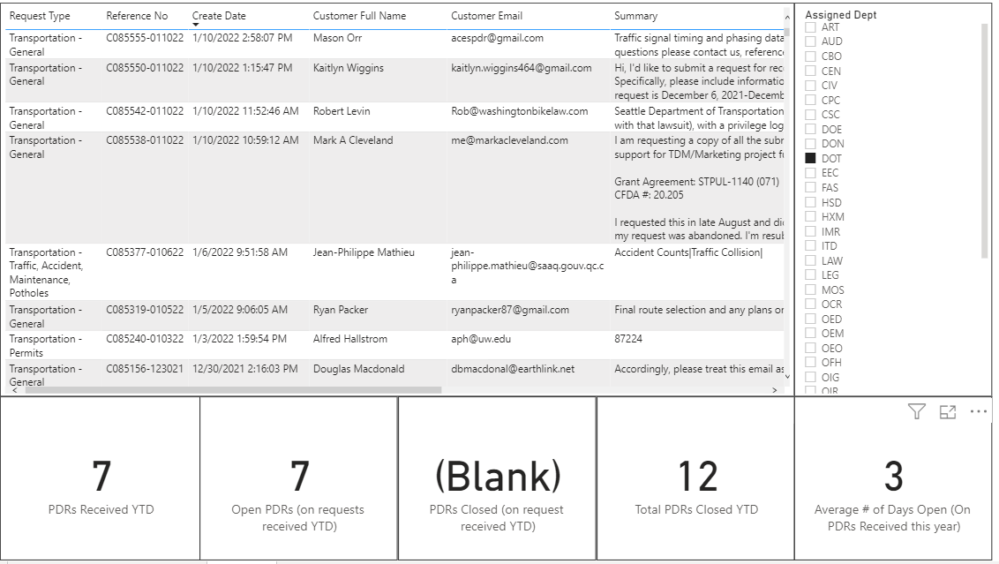 Request Type Reference No Create Date Customer Full Name Customer Email Summary
Transportation - C085555-011022 1/10/2022 2:58:07 PM Mason Orr acespdr@gmail.com Traffic signal timing and phasing data
General questions please contact us, reference
Transportation - C085550-011022 1/10/2022 1:15:47 PM Kaitlyn Wiggins kaitlyn.wiggins464@gmail.com Hi, I'd like to submit a request for rec
General Specifically, please include informatio
request is December 6, 2021-Decemb
Transportation - C085542-011022 1/10/2022 11:52:46 AM Robert Levin Rob@washingtonbikelaw.com Seattle Department of Transportation
General with that lawsuit), with a privilege log
Transportation - C085538-011022 1/10/2022 10:59:12 AM Mark A Cleveland me@markacleveland.com I am requesting a copy of all the subr
General support for TDM/Marketing project fu
Grant Agreement: STPUL-1140 (071)
CFDA #: 20.205
I requested this in late August and did
my request was abandoned. I'm resub
Transportation - C085377-010622 1/6/2022 9:51:58 AM Jean-Philippe Mathieu jean- Accident Counts|Traffic Collision|
Traffic, Accident, philippe.mathieu@saaq.gouv.qc.c
Maintenance, a
Potholes
Transportation - C085319-010522 1/5/2022 9:06:05 AM Ryan Packer ryanpacker87@gmail.com Final route selection and any plans or
General
Transportation - C085240-010322 1/3/2022 1:59:54 PM Alfred Hallstrom aph@uw.edu 87224
Permits
Transportation - C085156-123021 12/30/2021 2:16:03 PM Douglas Macdonald dbmacdonal@earthlink.net Accordingly, please treat this email as
General
Assigned Dept
ART
AUD
CBO
CEN
CIV
CPC
CSC
DOE
DON
DOT
EEC
FAS
HSD
HXM
IMR
ITD
LAW
LEG
MOS
OCR
OED
OEM
OEO
OFH
OIG
OIR
7
PDRs Received YTD
7
Open PDRs (on requests
received YTD)
(Blank)
PDRs Closed (on request
received YTD)
12
Total PDRs Closed YTD
3
Average # of Days Open (On
PDRs Received this year)